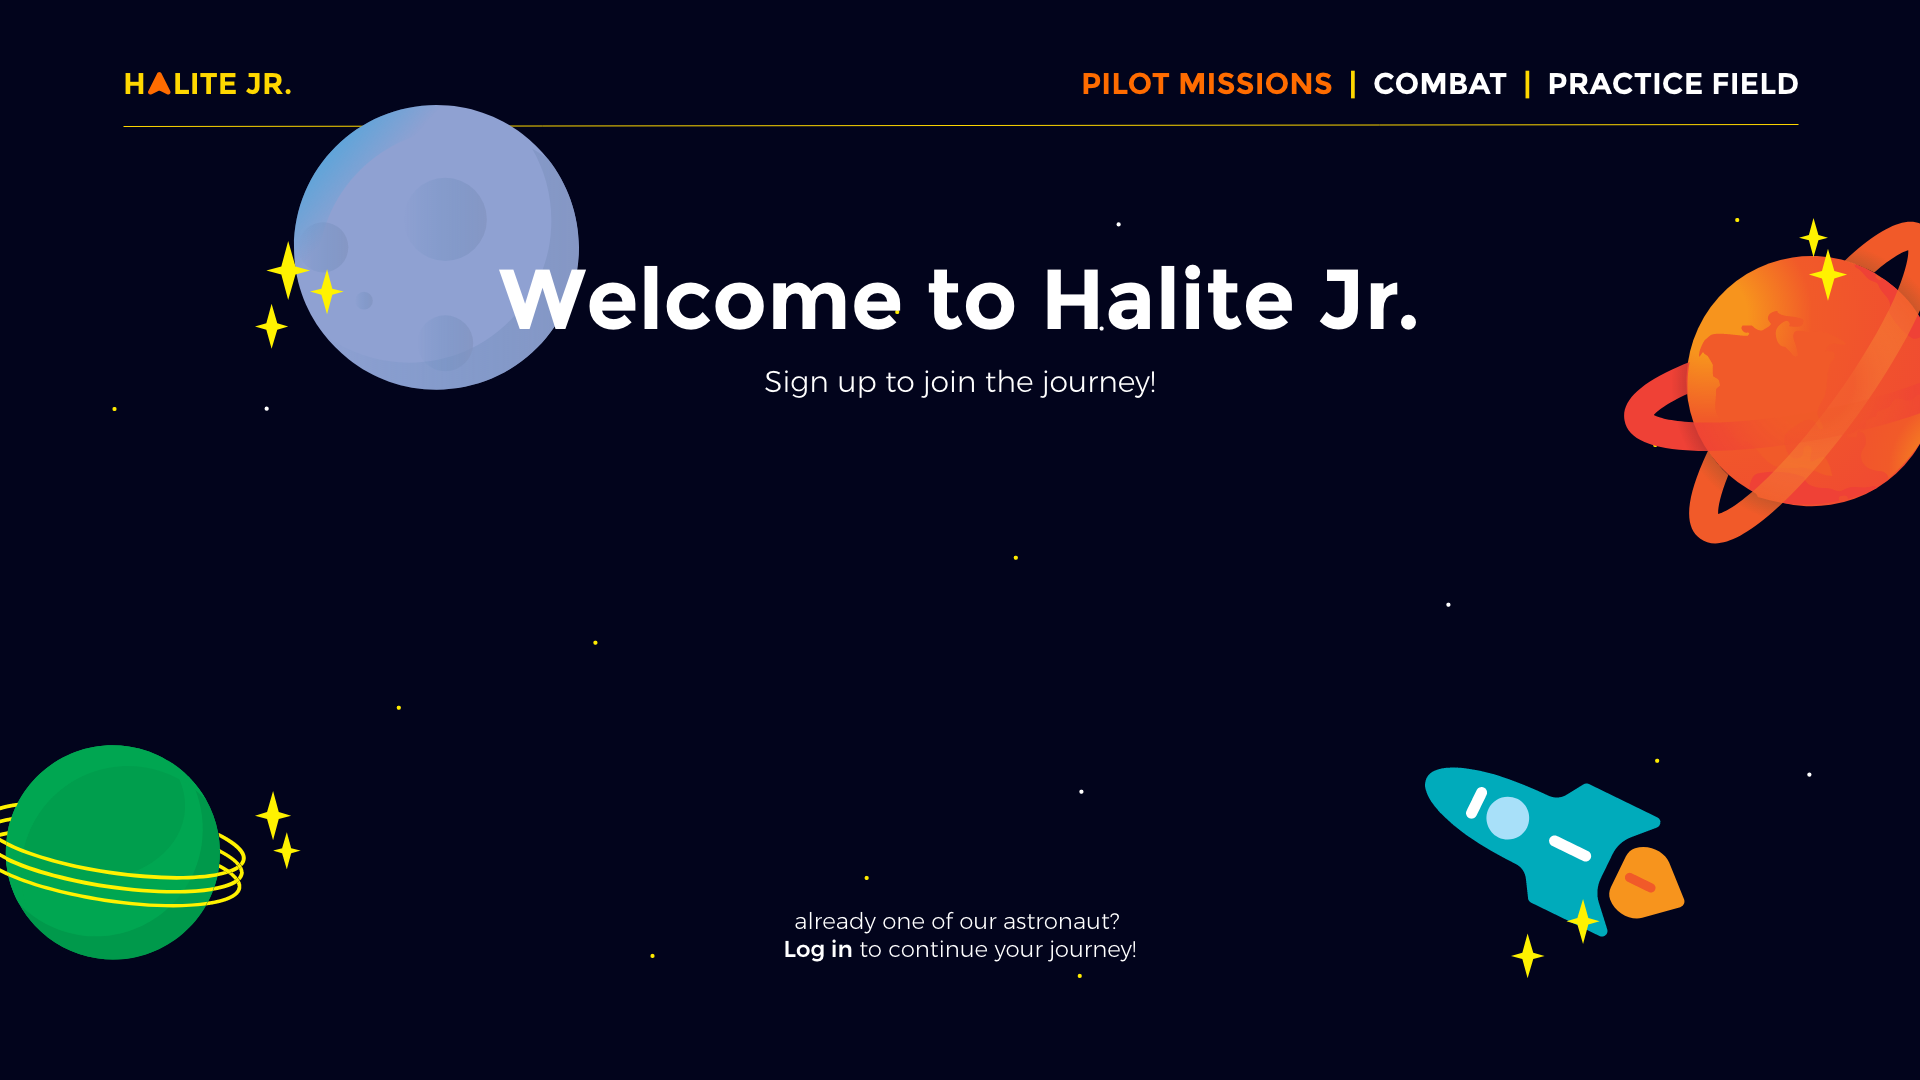 HALITE JR.
PILOT MISSIONS | COMBAT | PRACTICE FIELD
Welcome to Halite Jr.
Sign up to join the journey!
already one of our astronaut?
Log in to continue your journey!